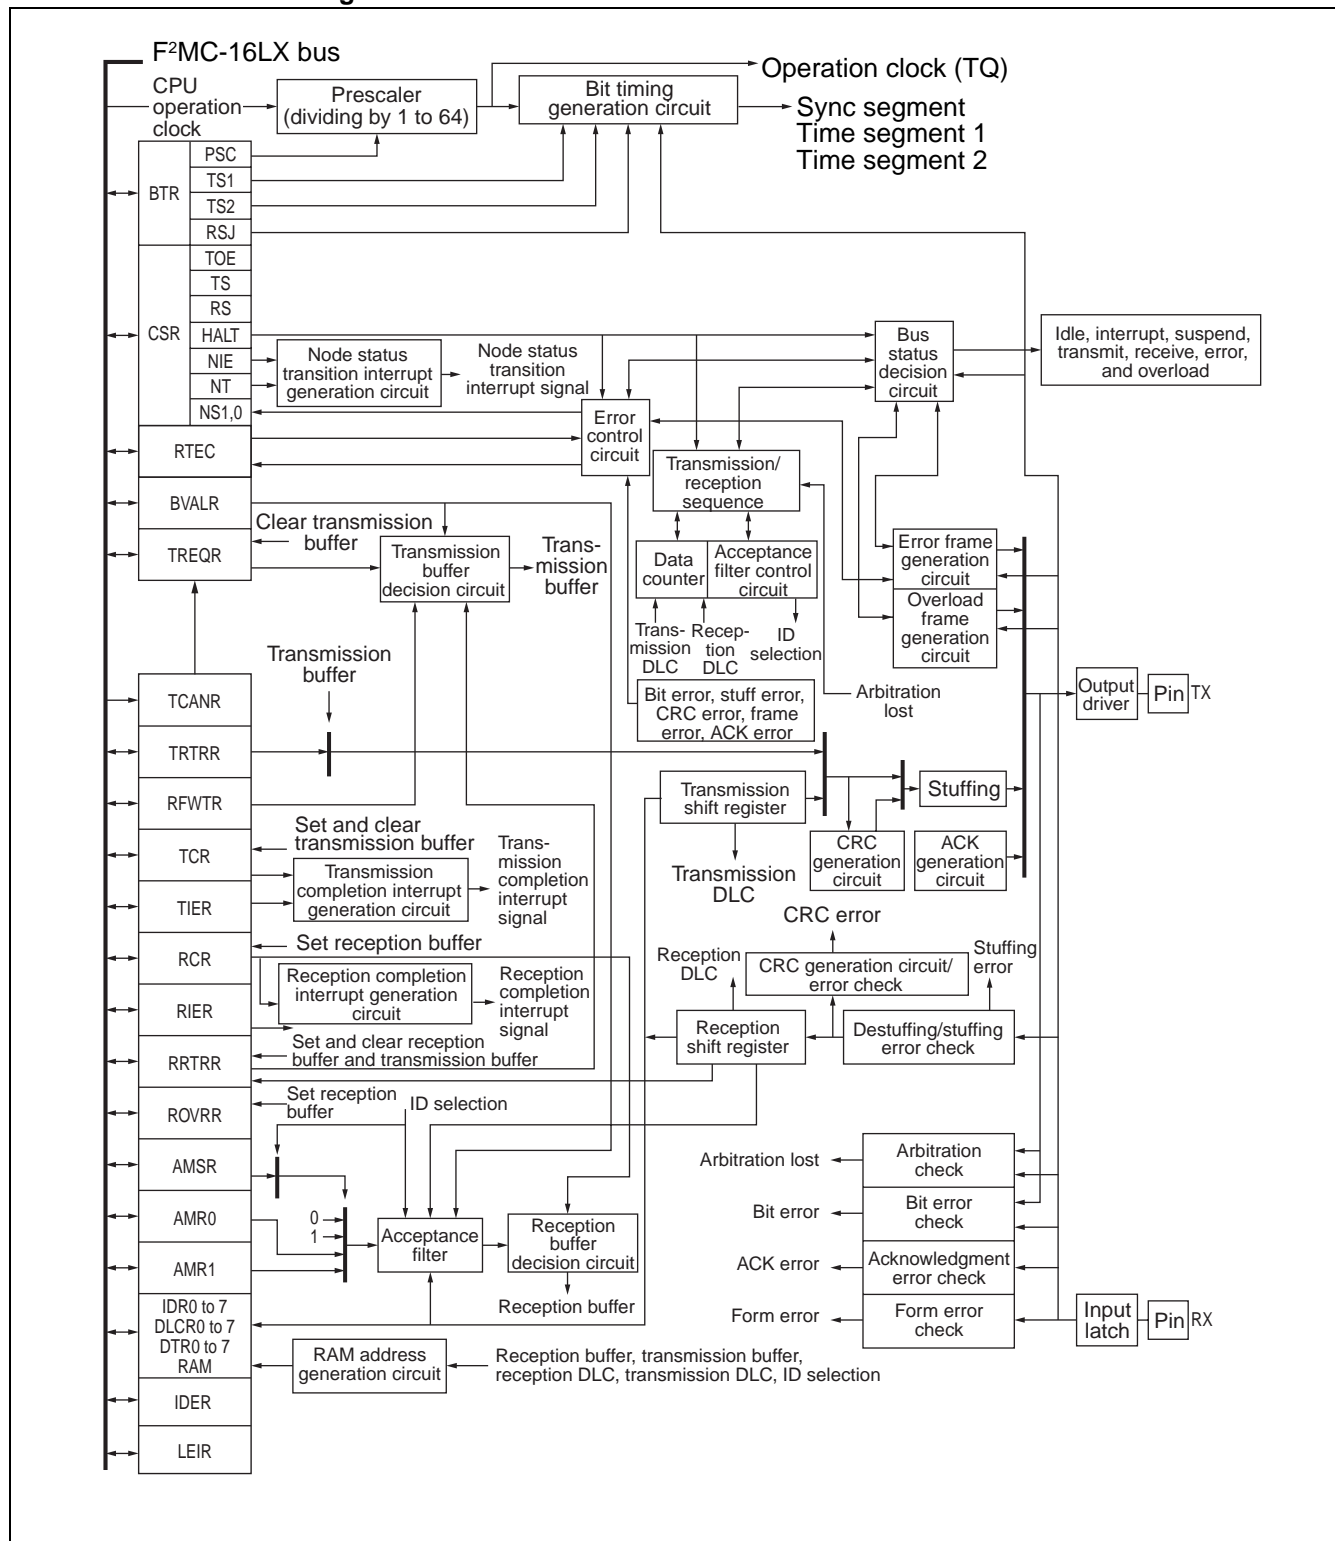 F²MC-16LX bus
CPU
operation
clock
Prescaler
(dividing by 1 to 64)
Bit timing
generation circuit
Operation clock (TQ)
Sync segment
Time segment 1
Time segment 2
BTR
PSC
TS1
TS2
RSJ
CSR
TOE
TS
RS
HALT
NIE
NT
NS1,0
Node status
transition interrupt
generation circuit
Node status
transition
interrupt signal
Bus
status
decision
circuit
Idle, interrupt, suspend,
transmit, receive, error,
and overload
Error
control
circuit
RTEC
Transmission/
reception
sequence
BVALR
TREQR
Clear transmission
buffer
Transmission
buffer
decision circuit
Trans-
mission
buffer
Data
counter
Acceptance
filter control
circuit
Error frame
generation
circuit
Overload
frame
generation
circuit
Trans-
mission
DLC
Recep-
tion
DLC
ID
selection
Transmission
buffer
Bit error, stuff error,
CRC error, frame
error, ACK error
Arbitration
lost
Output
driver
Pin
TX
TCANR
TRTRR
RFWTR
TCR
TIER
RCR
RIER
RRTRR
ROVRR
AMSR
AMR0
AMR1
IDR0 to 7
DLCR0 to 7
DTR0 to 7
RAM
IDER
LEIR
Transmission
shift register
Stuffing
Transmission
DLC
CRC
generation
circuit
ACK
generation
circuit
Set and clear
transmission buffer
Transmission
completion interrupt
generation circuit
Trans-
mission
completion
interrupt
signal
CRC error
Set reception buffer
Reception completion
interrupt generation
circuit
Reception
completion
interrupt
signal
Reception
DLC
CRC generation circuit/
error check
Stuffing
error
Reception
shift register
Destuffing/stuffing
error check
Set and clear reception
buffer and transmission buffer
Set reception
buffer
ID selection
Arbitration lost
Arbitration
check
Bit error
Bit error
check
ACK error
Acknowledgment
error check
Form error
Form error
check
0
1
Acceptance
filter
Reception
buffer
decision circuit
Reception buffer
Input
latch
Pin
RX
RAM address
generation circuit
Reception buffer, transmission buffer,
reception DLC, transmission DLC, ID selection